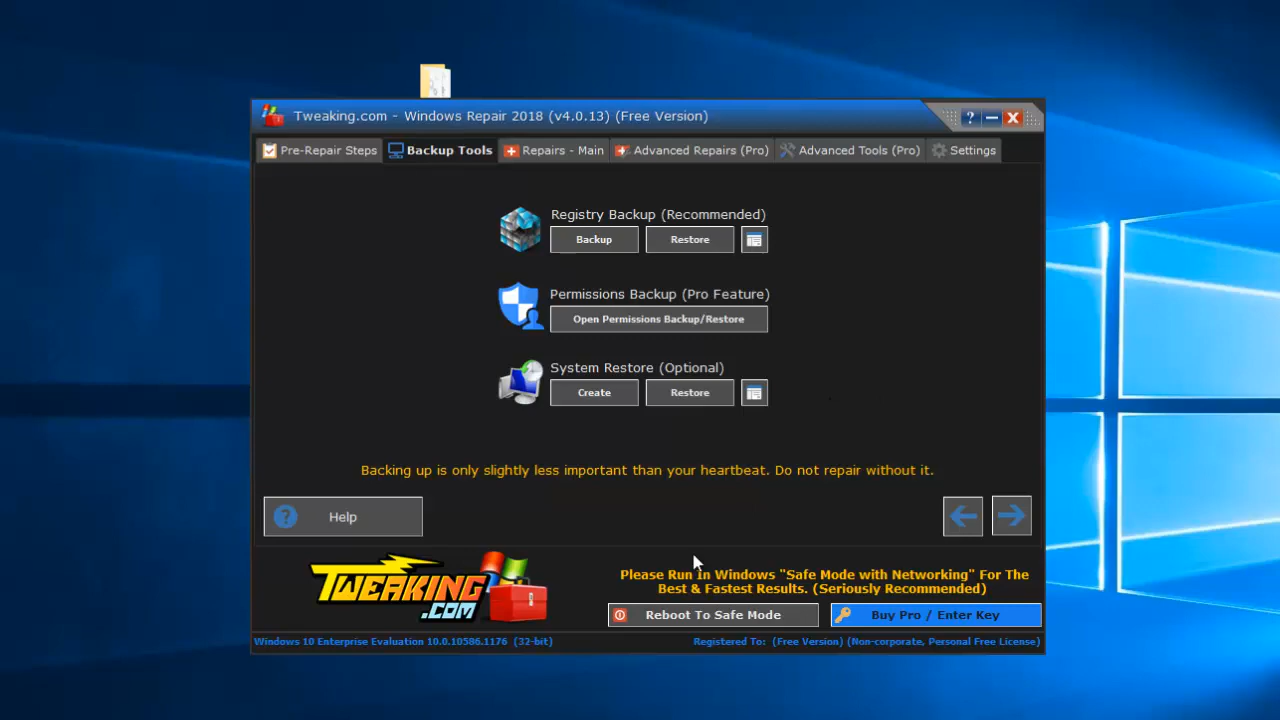 Tweaking.com - Windows Repair 2018 (v4.0.13) (Free Version)
?
Pre-Repair Steps
Backup Tools
Repairs - Main
Advanced Repairs (Pro)
Advanced Tools (Pro)
Settings
Registry Backup (Recommended)
Backup
Restore
Permissions Backup (Pro Feature)
Open Permissions Backup/Restore
System Restore (Optional)
Create
Restore
Backing up is only slightly less important than your heartbeat. Do not repair without it.
? Help
TWEAKING
.COM
Please Run in Windows "Safe Mode with Networking" For The
Best & Fastest Results. (Seriously Recommended)
Reboot To Safe Mode
Buy Pro / Enter Key
Windows 10 Enterprise Evaluation 10.0.10586.1176 (32-bit)
Registered To: (Free Version) (Non-corporate, Personal Free License)